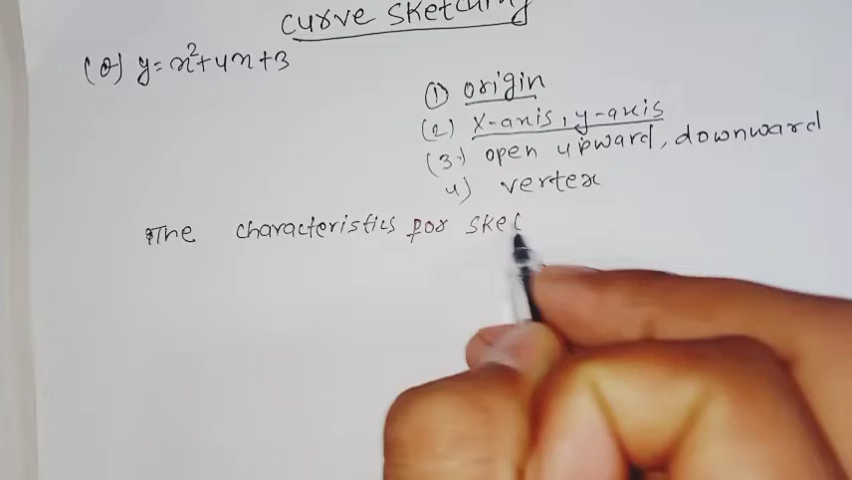 curve sketching
(Q) y=x²+4x+3
(1) origin
(2) x-axis, y-axis
(3.) open upward, downward
4) vertex
The characteristics for sket